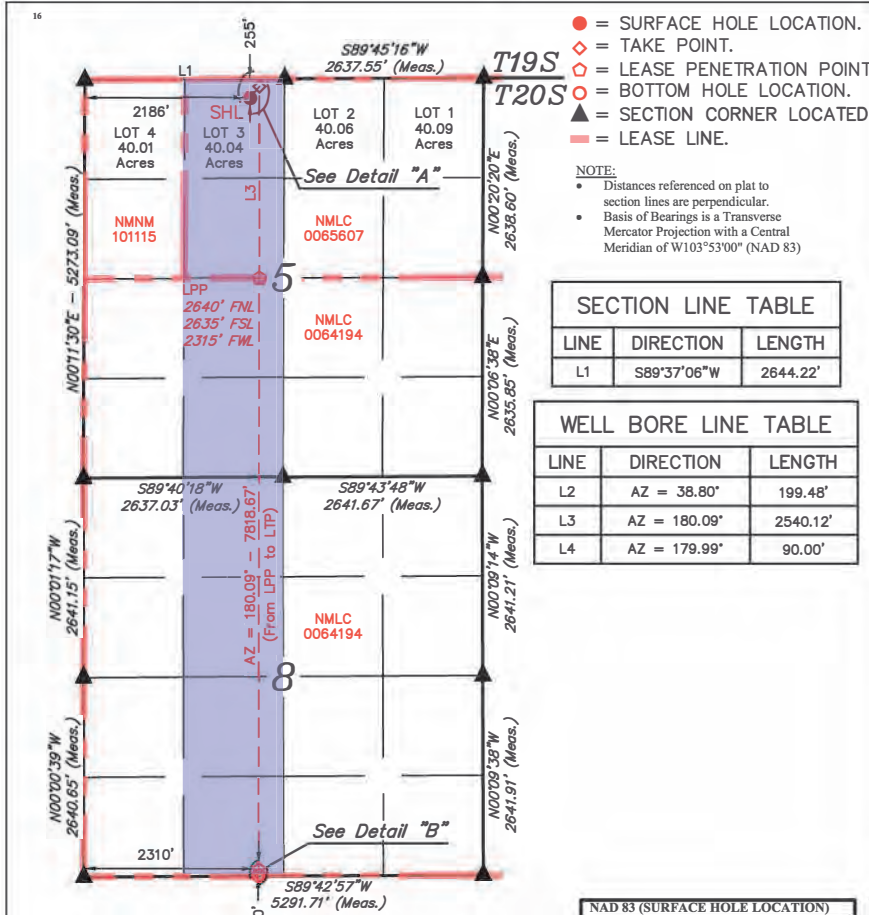 16
255'
S89°45'16"W
2637.55' (Meas.)
T19S
T20S
L1
2186'
SHL
LOT 4
40.01
Acres
LOT 3
40.04
Acres
LOT 2
40.06
Acres
LOT 1
40.09
Acres
See Detail "A"
L3
NMNM
101115
NMLC
0065607
N00°20'20"E
2638.60' (Meas.)
N00°11'30"E - 5273.09' (Meas.)
LPP
2640' FNL
2635' FSL
2315' FWL
5
NMLC
0064194
N00°06'38"E
2635.85' (Meas.)
S89°40'18"W
2637.03' (Meas.)
S89°43'48"W
2641.67' (Meas.)
AZ = 180.09° - 7818.67'
(From LPP to LTP)
N00°01'17"W
2641.15' (Meas.)
N00°09'14"W
2641.21' (Meas.)
NMLC
0064194
8
N00°00'39"W
2640.65' (Meas.)
N00°09'38"W
2641.91' (Meas.)
See Detail "B"
2310'
S89°42'57"W
5291.71' (Meas.)
= SURFACE HOLE LOCATION.
= TAKE POINT.
= LEASE PENETRATION POINT
= BOTTOM HOLE LOCATION.
= SECTION CORNER LOCATED
= LEASE LINE.
NOTE:
• Distances referenced on plat to
section lines are perpendicular.
• Basis of Bearings is a Transverse
Mercator Projection with a Central
Meridian of W103°53'00" (NAD 83)
SECTION LINE TABLE
LINE DIRECTION LENGTH
L1 S89°37'06"W 2644.22'
WELL BORE LINE TABLE
LINE DIRECTION LENGTH
L2 AZ = 38.80° 199.48'
L3 AZ = 180.09° 2540.12'
L4 AZ = 179.99° 90.00'
NAD 83 (SURFACE HOLE LOCATION)